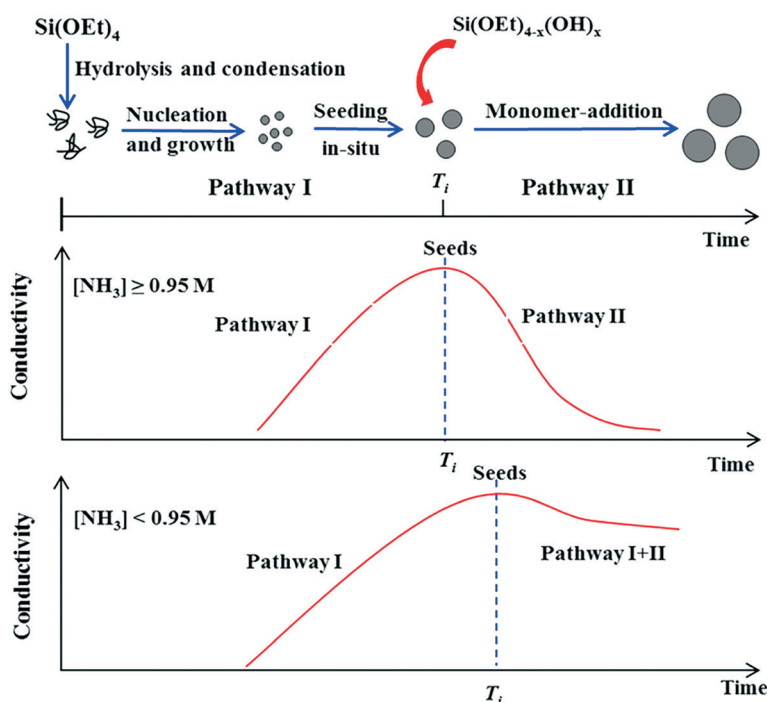 Si(OEt)₄
Si(OEt)₄₋ₓ(OH)ₓ
Hydrolysis and condensation
Nucleation
and growth
Seeding
in-situ
Monomer-addition
Pathway I
Tᵢ
Pathway II
Time
Seeds
[NH₃] ≥ 0.95 M
Pathway I
Pathway II
Conductivity
Tᵢ
Time
Seeds
[NH₃] < 0.95 M
Pathway I
Pathway I+II
Conductivity
Time
Tᵢ